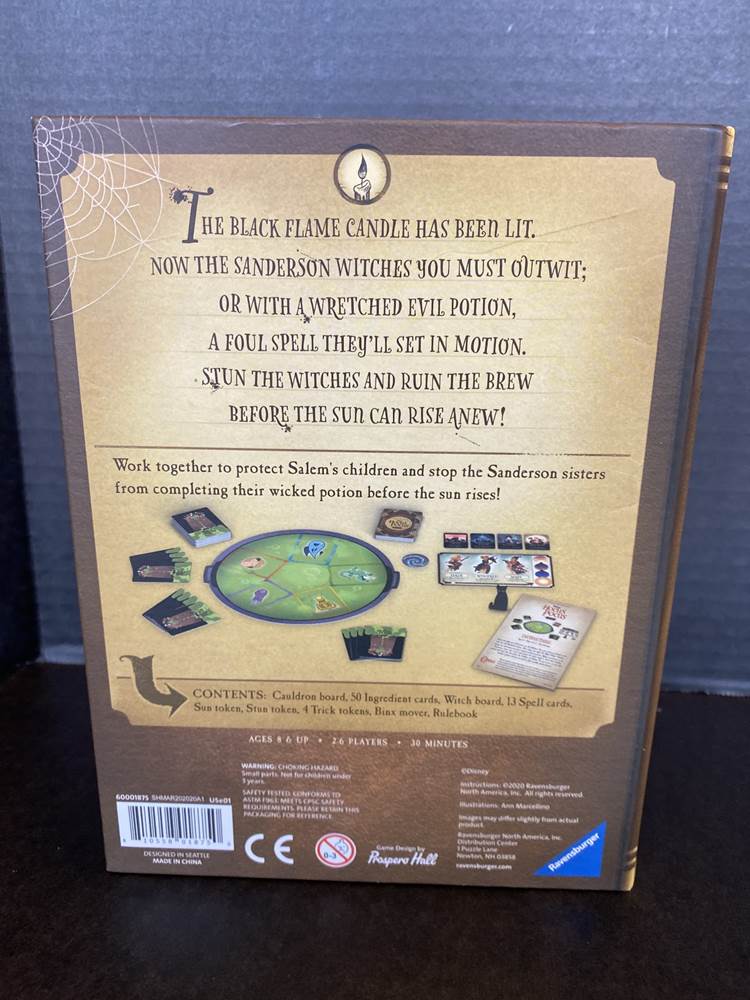 THE BLACK FLAME CANDLE HAS BEEN LIT.
NOW THE SANDERSON WITCHES YOU MUST OUTWIT;
OR WITH A WRETCHED EVIL POTION,
A FOUL SPELL THEY'LL SET IN MOTION.
STUN THE WITCHES AND RUIN THE BREW
BEFORE THE SUN CAN RISE ANEW!
Work together to protect Salem's children and stop the Sanderson sisters
from completing their wicked potion before the sun rises!
HOCUS
POCUS
CONTENTS: Cauldron board, 50 Ingredient cards, Witch board, 13 Spell cards,
Sun token, Stun token, 4 Trick tokens, Binx mover, Rulebook
AGES 8 & UP • 2-6 PLAYERS • 30 MINUTES
WARNING: CHOKING HAZARD
Small parts. Not for children under
3 years.
SAFETY TESTED. CONFORMS TO
ASTM F963. MEETS CPSC SAFETY
REQUIREMENTS. PLEASE RETAIN THIS
PACKAGING FOR REFERENCE.
©Disney
Instructions: ©2020 Ravensburger
North America, Inc. All rights reserved.
Illustrations: Ann Marcellino
Images may differ slightly from actual
product.
Ravensburger North America, Inc.
Distribution Center
1 Puzzle Lane
Newton, NH 03858
ravensburger.com
60001875 SHMAR202020A1 USe01
10558 01875
DESIGNED IN SEATTLE
MADE IN CHINA
CE
0-3
Game Design by
Prospero Hall
Ravensburger